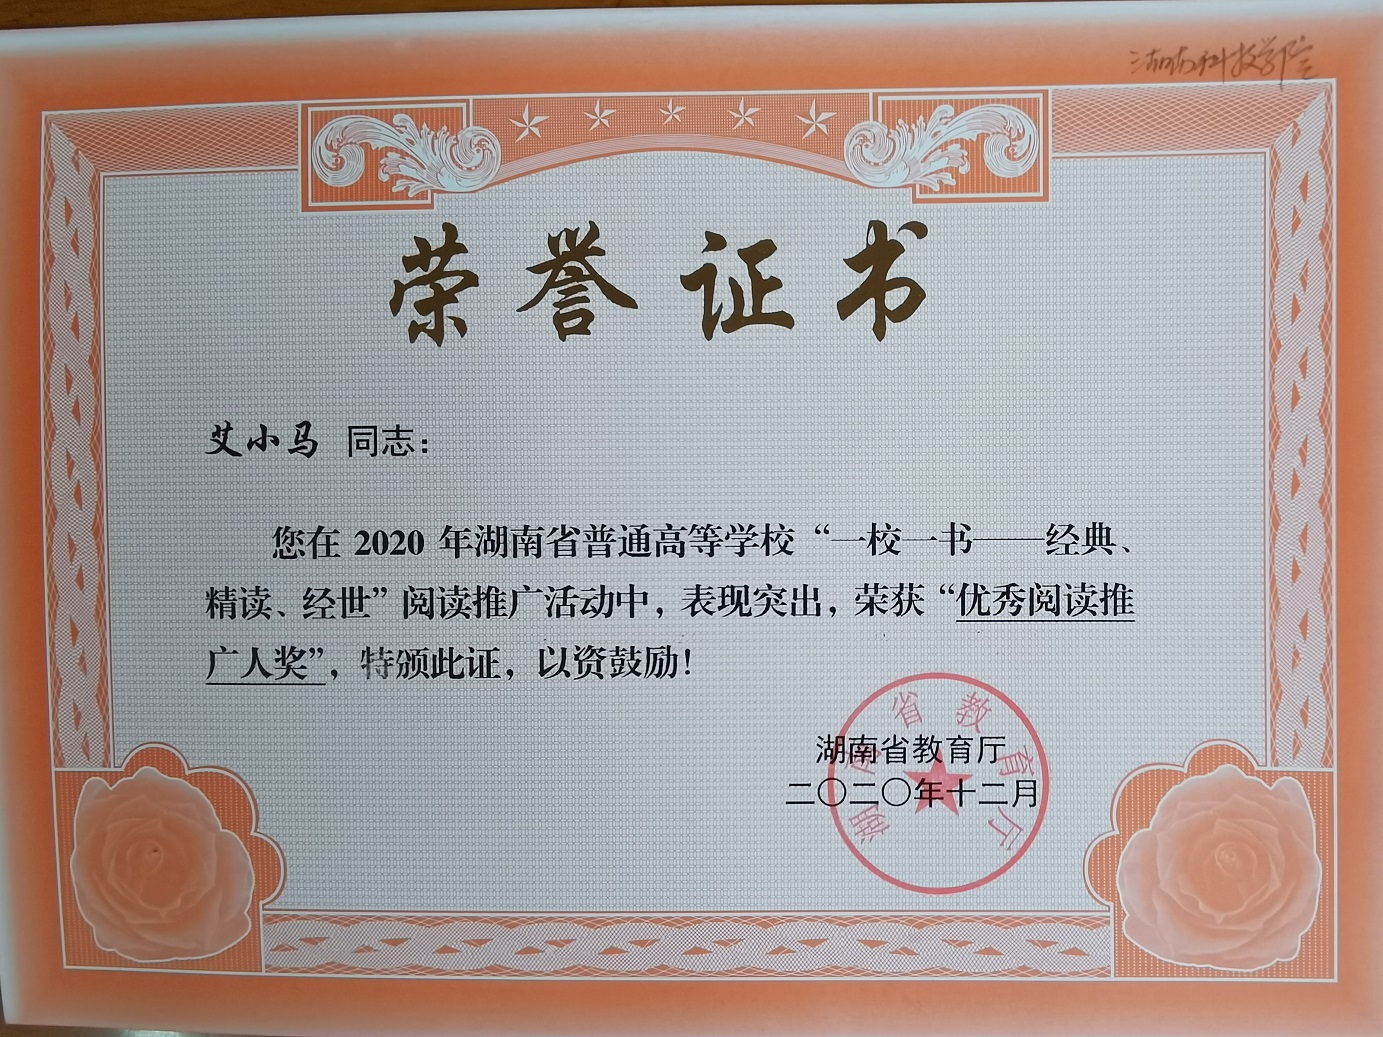 湖南科技学院
荣誉证书
艾小马 同志：
您在 2020 年湖南省普通高等学校“一校一书——经典、
精读、经世”阅读推广活动中，表现突出，荣获“优秀阅读推
广人奖”，特颁此证，以资鼓励！
湖南省教育厅
二〇二〇年十二月
湖南省教育厅